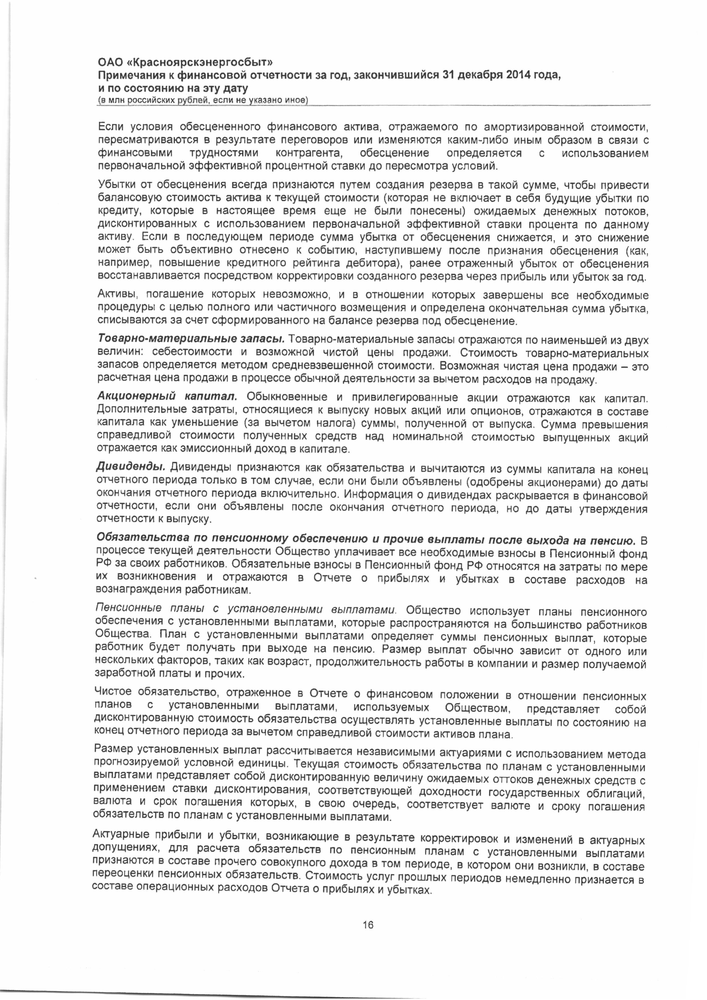 ОАО «Красноярскэнергосбыт»
Примечания к финансовой отчетности за год, закончившийся 31 декабря 2014 года,
и по состоянию на эту дату
(в млн российских рублей, если не указано иное)
Если условия обесцененного финансового актива, отражаемого по амортизированной стоимости,
пересматриваются в результате переговоров или изменяются каким-либо иным образом в связи с
финансовыми трудностями контрагента, обесценение определяется с использованием
первоначальной эффективной процентной ставки до пересмотра условий.
Убытки от обесценения всегда признаются путем создания резерва в такой сумме, чтобы привести
балансовую стоимость актива к текущей стоимости (которая не включает в себя будущие убытки по
кредиту, которые в настоящее время еще не были понесены) ожидаемых денежных потоков,
дисконтированных с использованием первоначальной эффективной ставки процента по данному
активу. Если в последующем периоде сумма убытка от обесценения снижается, и это снижение
может быть объективно отнесено к событию, наступившему после признания обесценения (как,
например, повышение кредитного рейтинга дебитора), ранее отраженный убыток от обесценения
восстанавливается посредством корректировки созданного резерва через прибыль или убыток за год.
Активы, погашение которых невозможно, и в отношении которых завершены все необходимые
процедуры с целью полного или частичного возмещения и определена окончательная сумма убытка,
списываются за счет сформированного на балансе резерва под обесценение.
Товарно-материальные запасы. Товарно-материальные запасы отражаются по наименьшей из двух
величин: себестоимости и возможной чистой цены продажи. Стоимость товарно-материальных
запасов определяется методом средневзвешенной стоимости. Возможная чистая цена продажи – это
расчетная цена продажи в процессе обычной деятельности за вычетом расходов на продажу.
Акционерный капитал. Обыкновенные и привилегированные акции отражаются как капитал.
Дополнительные затраты, относящиеся к выпуску новых акций или опционов, отражаются в составе
капитала как уменьшение (за вычетом налога) суммы, полученной от выпуска. Сумма превышения
справедливой стоимости полученных средств над номинальной стоимостью выпущенных акций
отражается как эмиссионный доход в капитале.
Дивиденды. Дивиденды признаются как обязательства и вычитаются из суммы капитала на конец
отчетного периода только в том случае, если они были объявлены (одобрены акционерами) до даты
окончания отчетного периода включительно. Информация о дивидендах раскрывается в финансовой
отчетности, если они объявлены после окончания отчетного периода, но до даты утверждения
отчетности к выпуску.
Обязательства по пенсионному обеспечению и прочие выплаты после выхода на пенсию. В
процессе текущей деятельности Общество уплачивает все необходимые взносы в Пенсионный фонд
РФ за своих работников. Обязательные взносы в Пенсионный фонд РФ относятся на затраты по мере
их возникновения и отражаются в Отчете о прибылях и убытках в составе расходов на
вознаграждения работникам.
Пенсионные планы с установленными выплатами. Общество использует планы пенсионного
обеспечения с установленными выплатами, которые распространяются на большинство работников
Общества. План с установленными выплатами определяет суммы пенсионных выплат, которые
работник будет получать при выходе на пенсию. Размер выплат обычно зависит от одного или
нескольких факторов, таких как возраст, продолжительность работы в компании и размер получаемой
заработной платы и прочих.
Чистое обязательство, отраженное в Отчете о финансовом положении в отношении пенсионных
планов с установленными выплатами, используемых Обществом, представляет собой
дисконтированную стоимость обязательства осуществлять установленные выплаты по состоянию на
конец отчетного периода за вычетом справедливой стоимости активов плана.
Размер установленных выплат рассчитывается независимыми актуариями с использованием метода
прогнозируемой условной единицы. Текущая стоимость обязательства по планам с установленными
выплатами представляет собой дисконтированную величину ожидаемых оттоков денежных средств с
применением ставки дисконтирования, соответствующей доходности государственных облигаций,
валюта и срок погашения которых, в свою очередь, соответствует валюте и сроку погашения
обязательств по планам с установленными выплатами.
Актуарные прибыли и убытки, возникающие в результате корректировок и изменений в актуарных
допущениях, для расчета обязательств по пенсионным планам с установленными выплатами
признаются в составе прочего совокупного дохода в том периоде, в котором они возникли, в составе
переоценки пенсионных обязательств. Стоимость услуг прошлых периодов немедленно признается в
составе операционных расходов Отчета о прибылях и убытках.
16